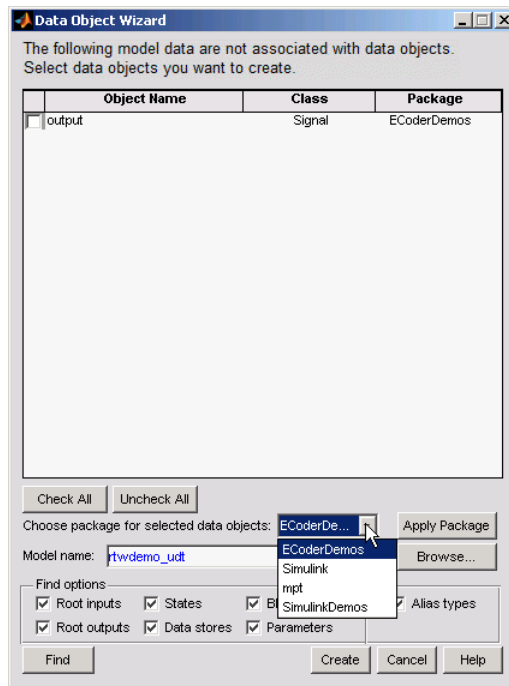 Data Object Wizard
The following model data are not associated with data objects.
Select data objects you want to create.
Object Name Class Package
output Signal ECoderDemos
Check All Uncheck All
Choose package for selected data objects: ECoderDe... Apply Package
ECoderDemos
Simulink
mpt
SimulinkDemos
Model name: rtwdemo_udt Browse...
Find options
Root inputs States Bl Alias types
Root outputs Data stores Parameters
Find Create Cancel Help